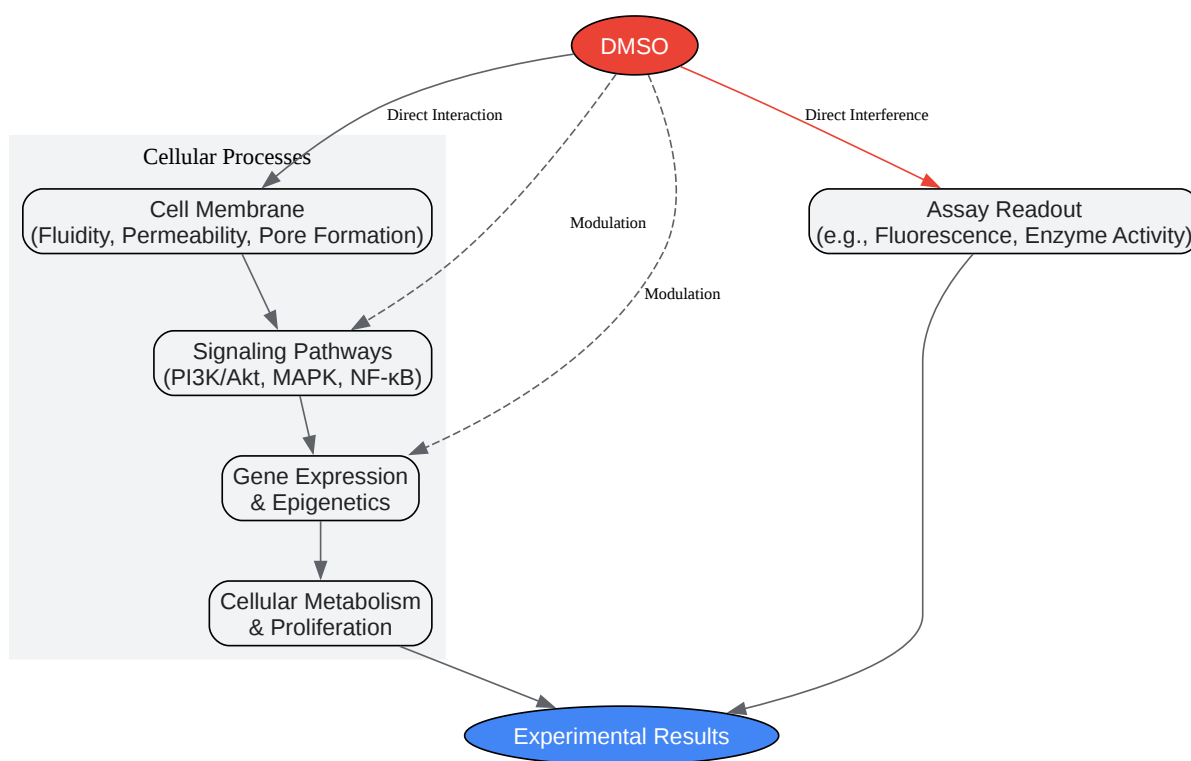 DMSO
Direct Interaction
Direct Interference
Cellular Processes
Cell Membrane
(Fluidity, Permeability, Pore Formation)
Assay Readout
(e.g., Fluorescence, Enzyme Activity)
Modulation
Modulation
Signaling Pathways
(PI3K/Akt, MAPK, NF-κB)
Gene Expression
& Epigenetics
Cellular Metabolism
& Proliferation
Experimental Results